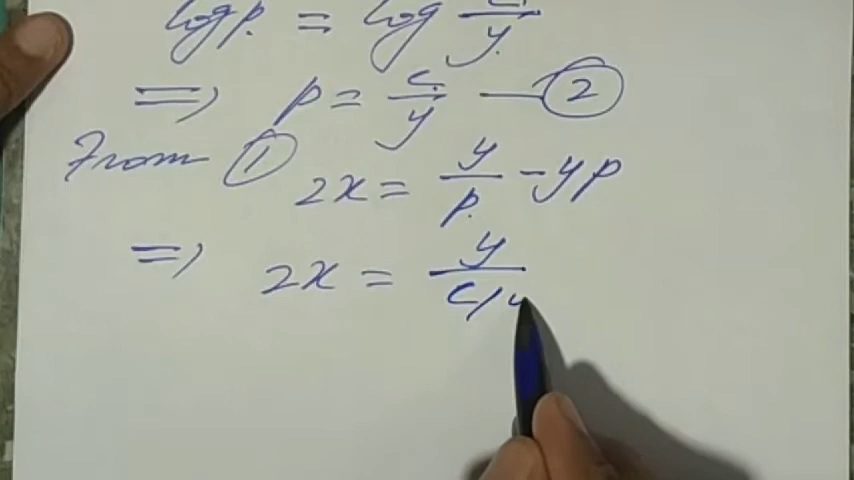 log p. = log c/y.
=> p = c/y — ②
From ① 2x = y/p. - yp
=> 2x = y/(c/y